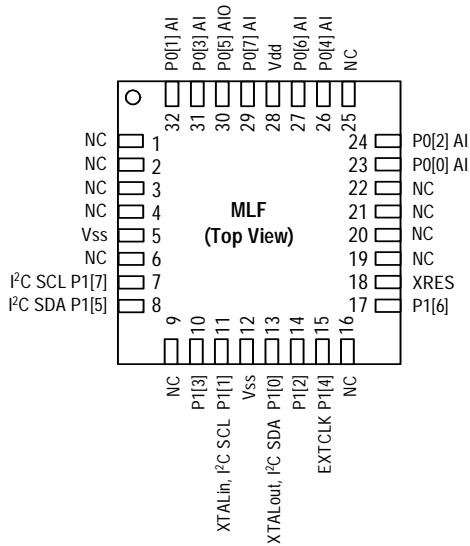 P0[1] AI
P0[3] AI
P0[5] AIO
P0[7] AI
Vdd
P0[6] AI
P0[4] AI
NC
32
31
30
29
28
27
26
25
NC 1
NC 2
NC 3
NC 4
Vss 5
NC 6
I²C SCL P1[7] 7
I²C SDA P1[5] 8
MLF
(Top View)
24 P0[2] AI
23 P0[0] AI
22 NC
21 NC
20 NC
19 NC
18 XRES
17 P1[6]
9
10
11
12
13
14
15
16
NC
P1[3]
XTALin, I²C SCL P1[1]
Vss
XTALout, I²C SDA P1[0]
P1[2]
EXTCLK P1[4]
NC